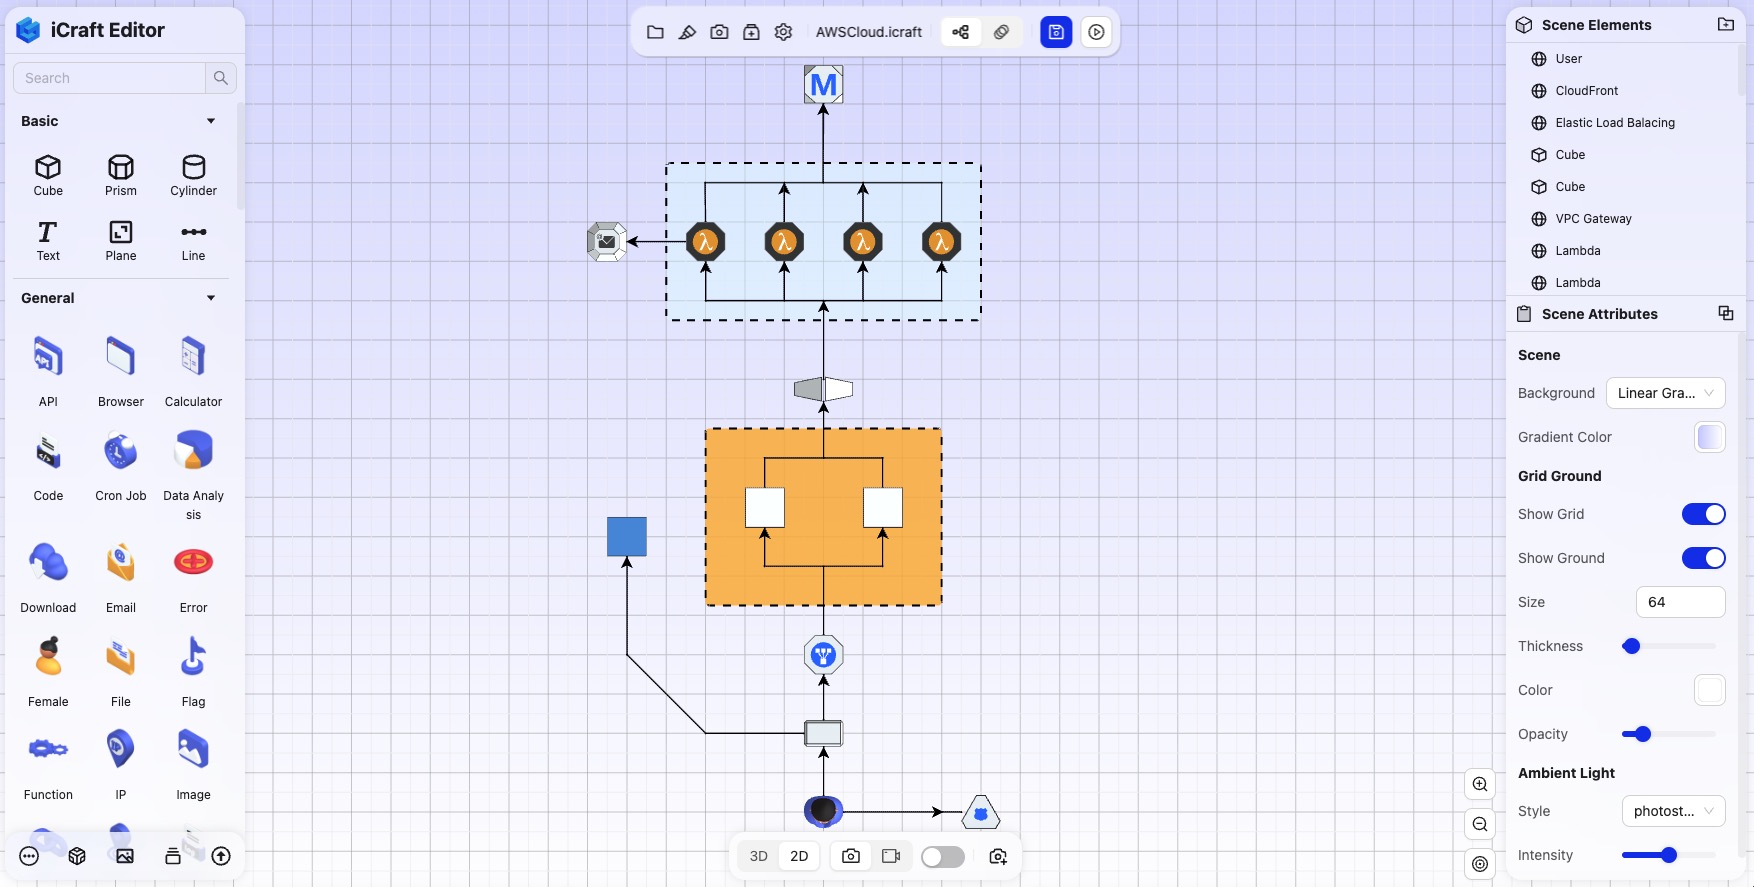 iCraft Editor
Search
Basic
Cube
Prism
Cylinder
Text
Plane
Line
General
API
Browser
Calculator
Code
Cron Job
Data Analy
sis
Download
Email
Error
Female
File
Flag
Function
IP
Image
AWSCloud.icraft
M
λ λ λ λ
3D
2D
Scene Elements
User
CloudFront
Elastic Load Balacing
Cube
Cube
VPC Gateway
Lambda
Lambda
Scene Attributes
Scene
Background
Linear Gra...
Gradient Color
Grid Ground
Show Grid
Show Ground
Size
64
Thickness
Color
Opacity
Ambient Light
Style
photost...
Intensity